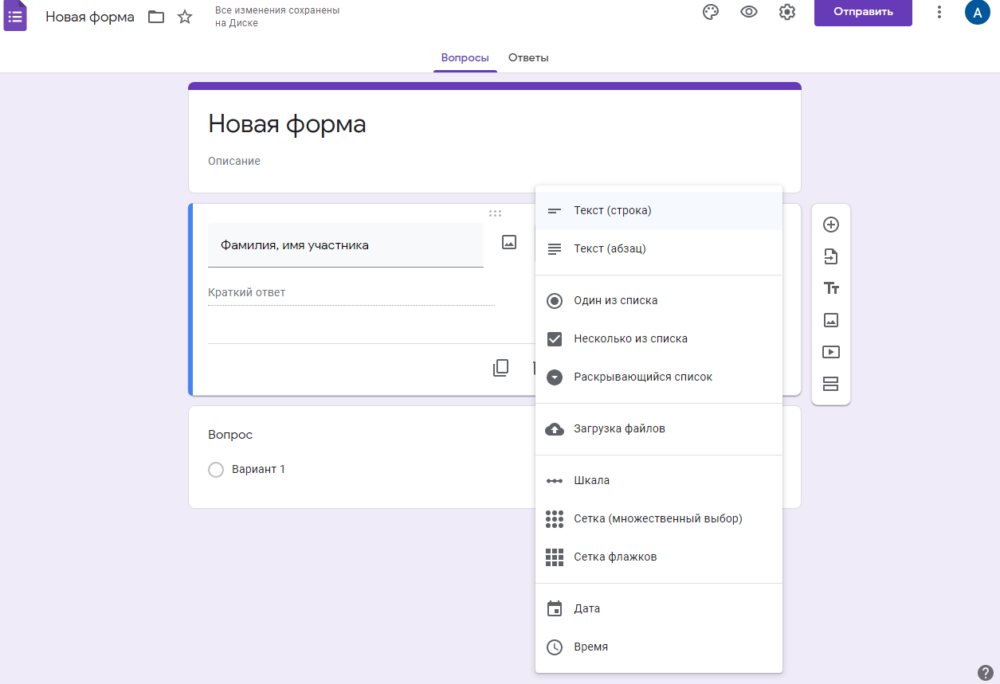 Новая форма
Все изменения сохранены
на Диске
Отправить
А
Вопросы
Ответы
Новая форма
Описание
Фамилия, имя участника
Краткий ответ
Текст (строка)
Текст (абзац)
Один из списка
Несколько из списка
Раскрывающийся список
Загрузка файлов
Шкала
Сетка (множественный выбор)
Сетка флажков
Дата
Время
Tт
Вопрос
Вариант 1
?